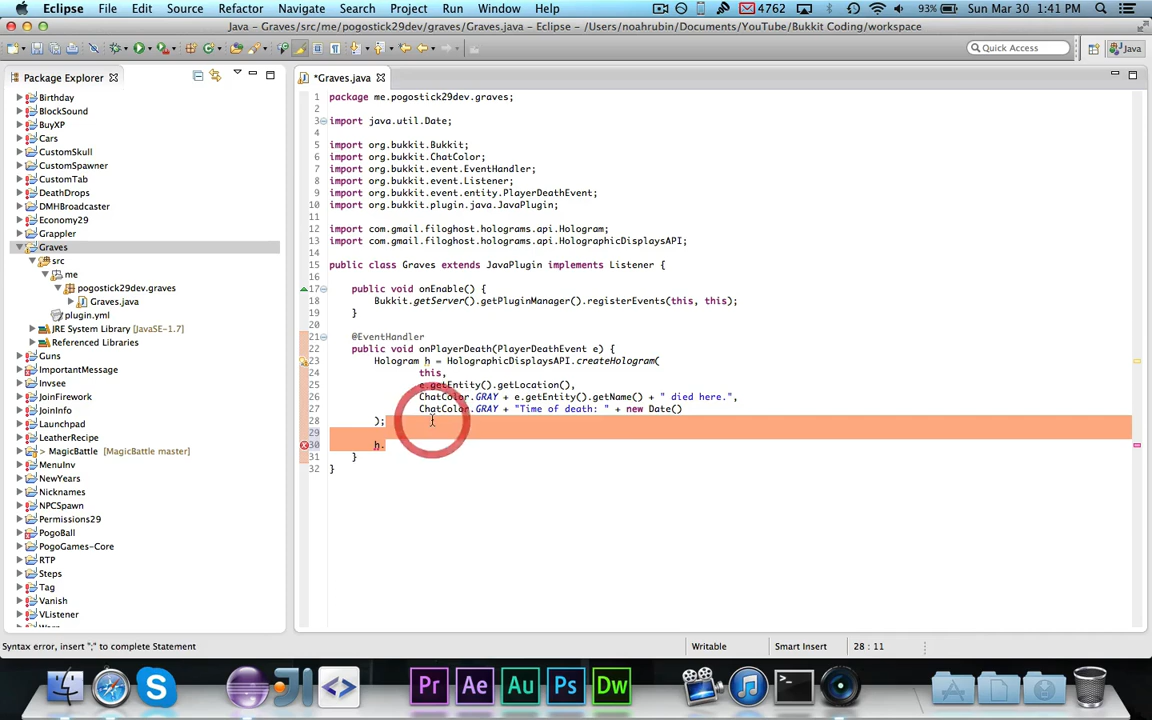 Eclipse File Edit Source Refactor Navigate Search Project Run Window Help 4762 93% Sun Mar 30 1:41 PM
Java – Graves/src/me/pogostick29dev/graves/Graves.java – Eclipse – /Users/noahrubin/Documents/YouTube/Bukkit Coding/workspace
Quick Access Java
Package Explorer
Birthday
BlockSound
BuyXP
Cars
CustomSkull
CustomSpawner
CustomTab
DeathDrops
DMHBroadcaster
Economy29
Grappler
Graves
src
me
pogostick29dev.graves
Graves.java
plugin.yml
JRE System Library [JavaSE-1.7]
Referenced Libraries
Guns
ImportantMessage
Invsee
JoinFirework
JoinInfo
Launchpad
LeatherRecipe
> MagicBattle [MagicBattle master]
MenuInv
NewYears
Nicknames
NPCSpawn
Permissions29
PogoBall
PogoGames-Core
RTP
Steps
Tag
Vanish
VListener
*Graves.java
1 package me.pogostick29dev.graves;
2
3 import java.util.Date;
4
5 import org.bukkit.Bukkit;
6 import org.bukkit.ChatColor;
7 import org.bukkit.event.EventHandler;
8 import org.bukkit.event.Listener;
9 import org.bukkit.event.entity.PlayerDeathEvent;
10 import org.bukkit.plugin.java.JavaPlugin;
11
12 import com.gmail.filoghost.holograms.api.Hologram;
13 import com.gmail.filoghost.holograms.api.HolographicDisplaysAPI;
14
15 public class Graves extends JavaPlugin implements Listener {
16
17 public void onEnable() {
18 Bukkit.getServer().getPluginManager().registerEvents(this, this);
19 }
20
21 @EventHandler
22 public void onPlayerDeath(PlayerDeathEvent e) {
23 Hologram h = HolographicDisplaysAPI.createHologram(
24 this,
25 e.getEntity().getLocation(),
26 ChatColor.GRAY + e.getEntity().getName() + " died here.",
27 ChatColor.GRAY + "Time of death: " + new Date()
28 );
29
30 h.
31 }
32 }
Syntax error, insert ";" to complete Statement Writable Smart Insert 28 : 11
S Pr Ae Au Ps Dw